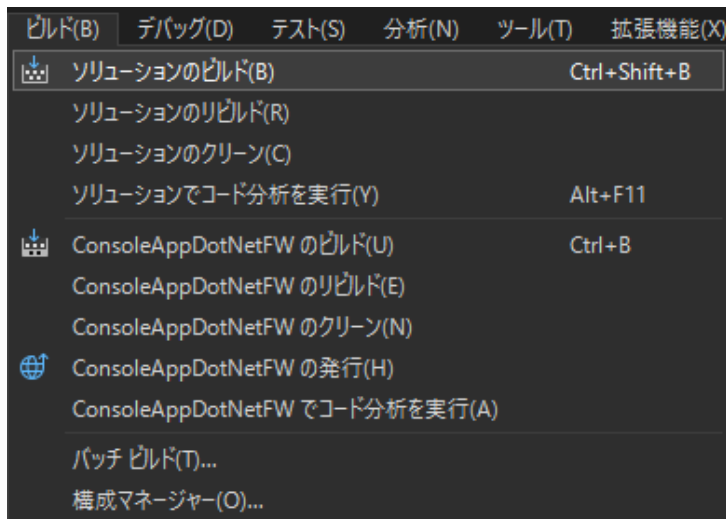 ビルド(B) デバッグ(D) テスト(S) 分析(N) ツール(T) 拡張機能(X)
ソリューションのビルド(B) Ctrl+Shift+B
ソリューションのリビルド(R)
ソリューションのクリーン(C)
ソリューションでコード分析を実行(Y) Alt+F11
ConsoleAppDotNetFW のビルド(U) Ctrl+B
ConsoleAppDotNetFW のリビルド(E)
ConsoleAppDotNetFW のクリーン(N)
ConsoleAppDotNetFW の発行(H)
ConsoleAppDotNetFW でコード分析を実行(A)
バッチ ビルド(T)...
構成マネージャー(O)...